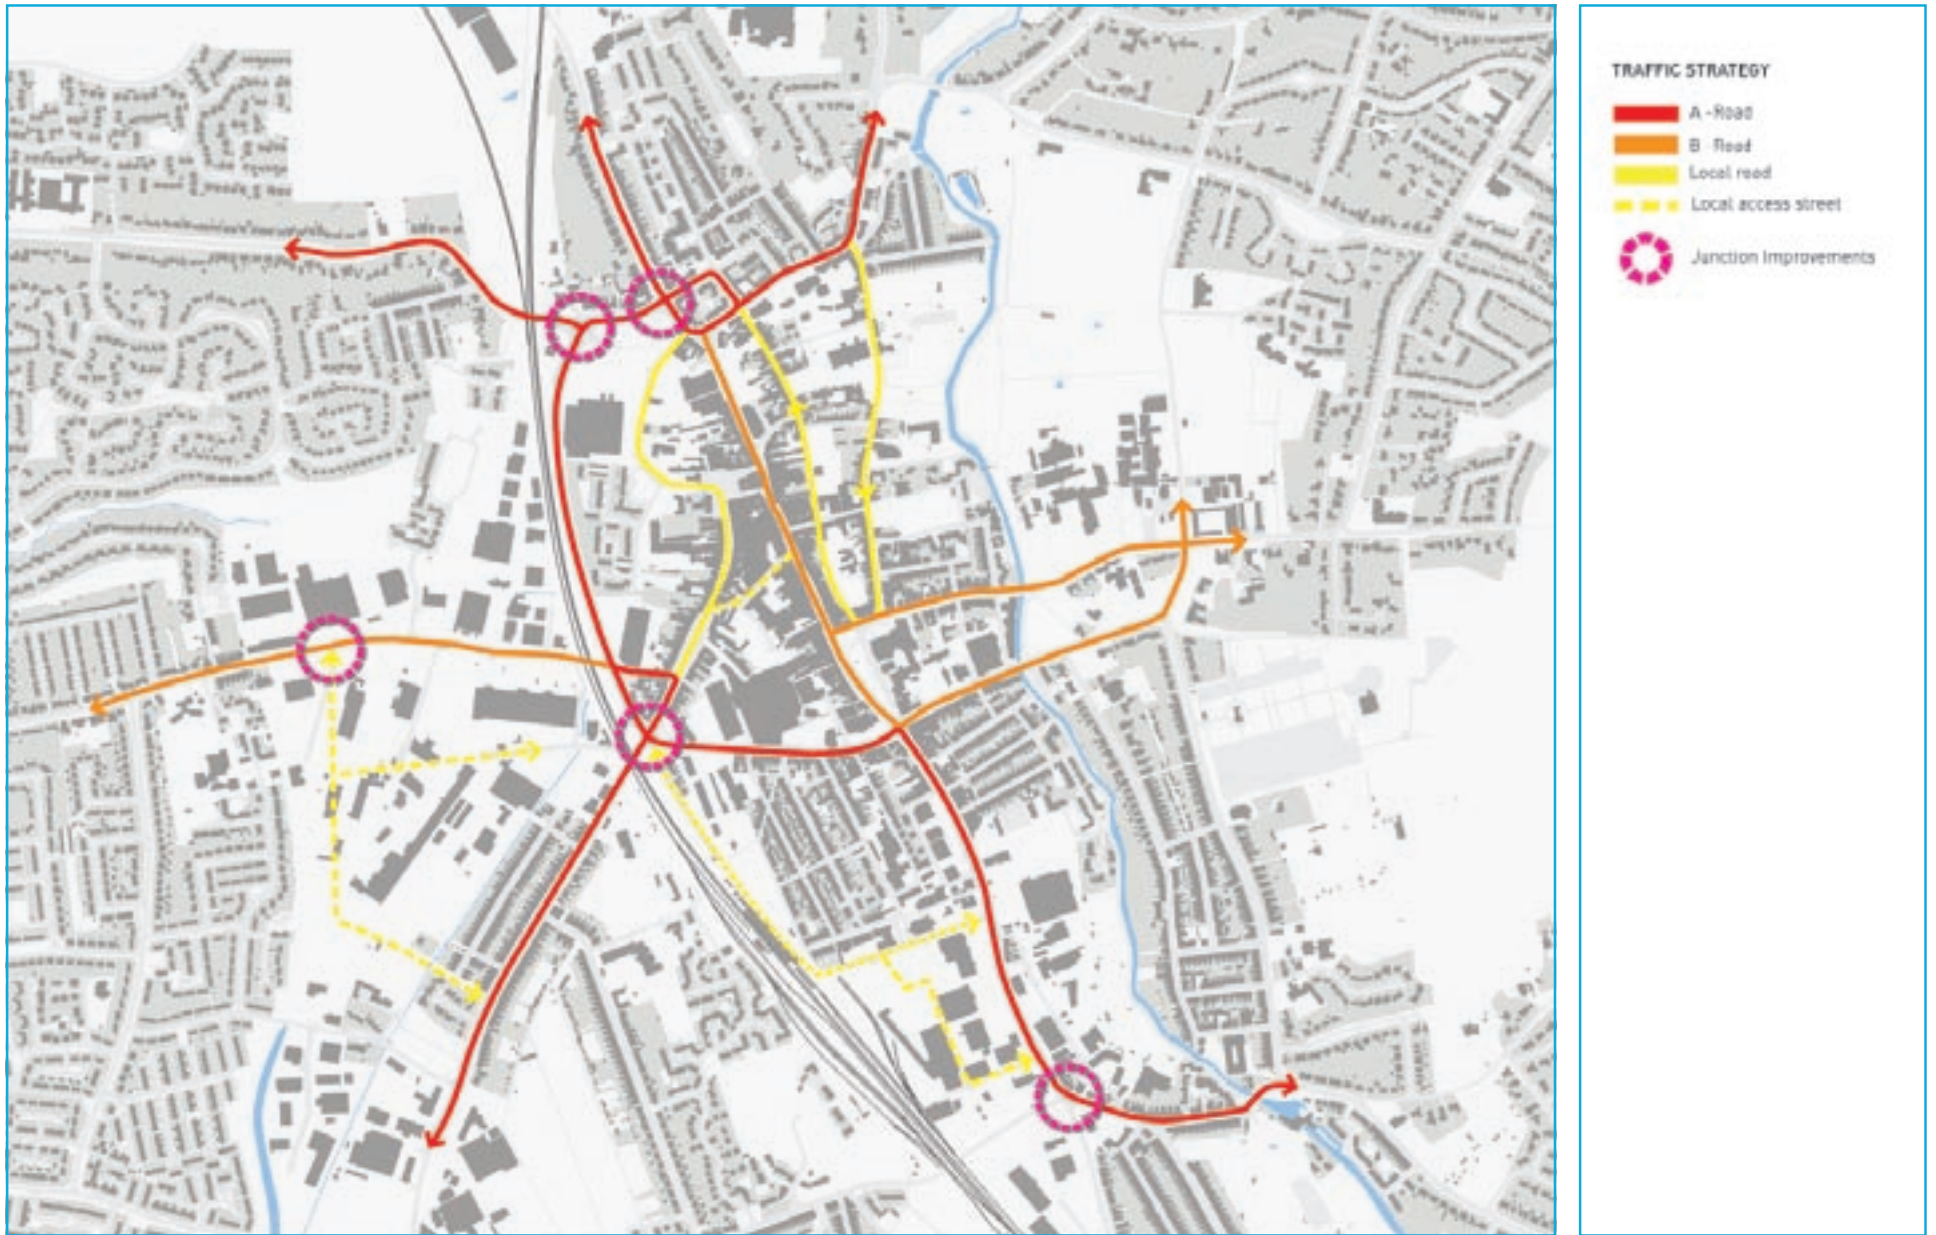 TRAFFIC STRATEGY
A - Road
B - Road
Local road
Local access street
Junction Improvements